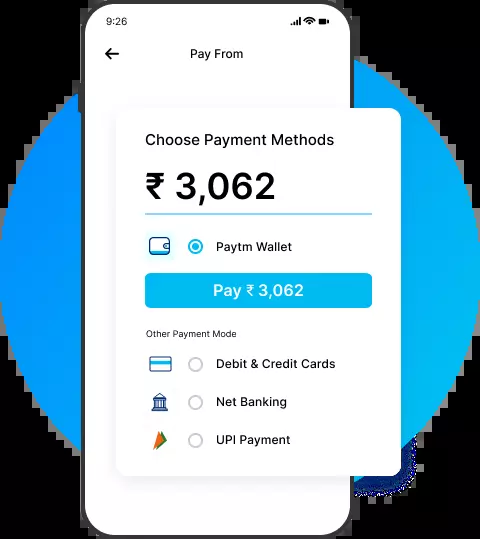 9:26
Pay From
Choose Payment Methods
₹ 3,062
Paytm Wallet
Pay ₹ 3,062
Other Payment Mode
Debit & Credit Cards
Net Banking
UPI Payment